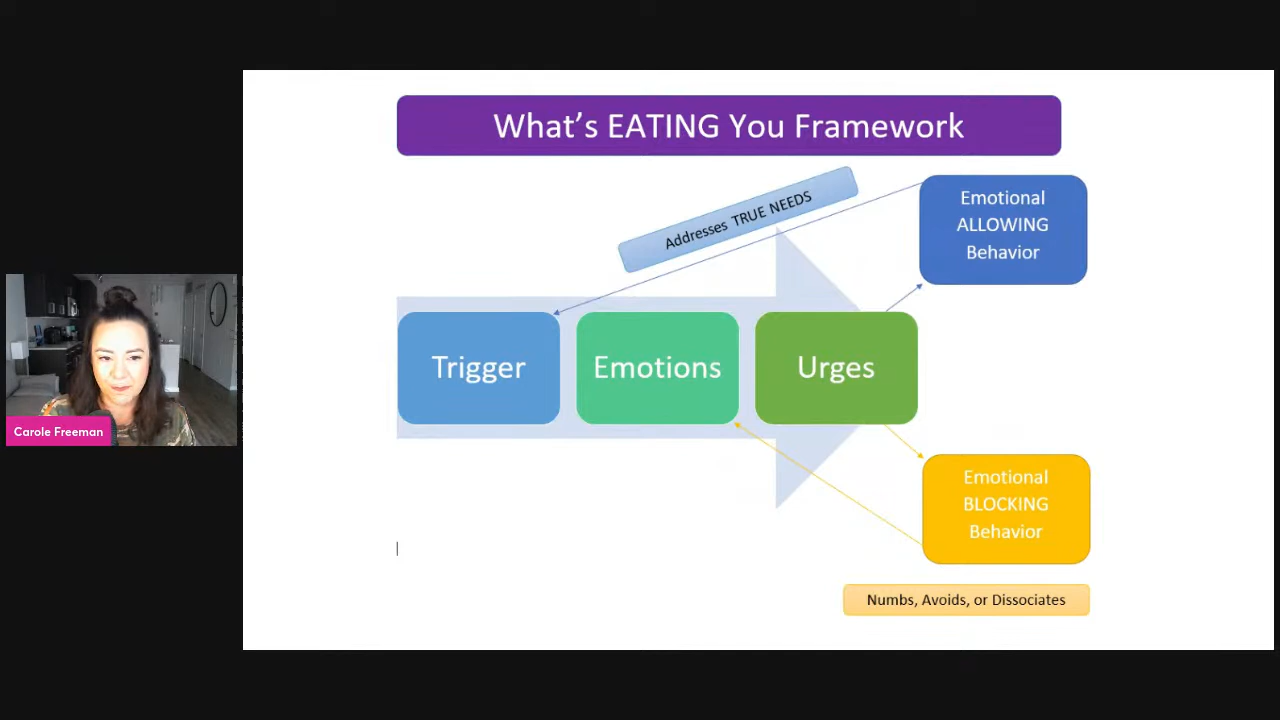 What’s EATING You Framework
Addresses TRUE NEEDS
Emotional
ALLOWING
Behavior
Trigger
Emotions
Urges
Carole Freeman
Emotional
BLOCKING
Behavior
Numbs, Avoids, or Dissociates